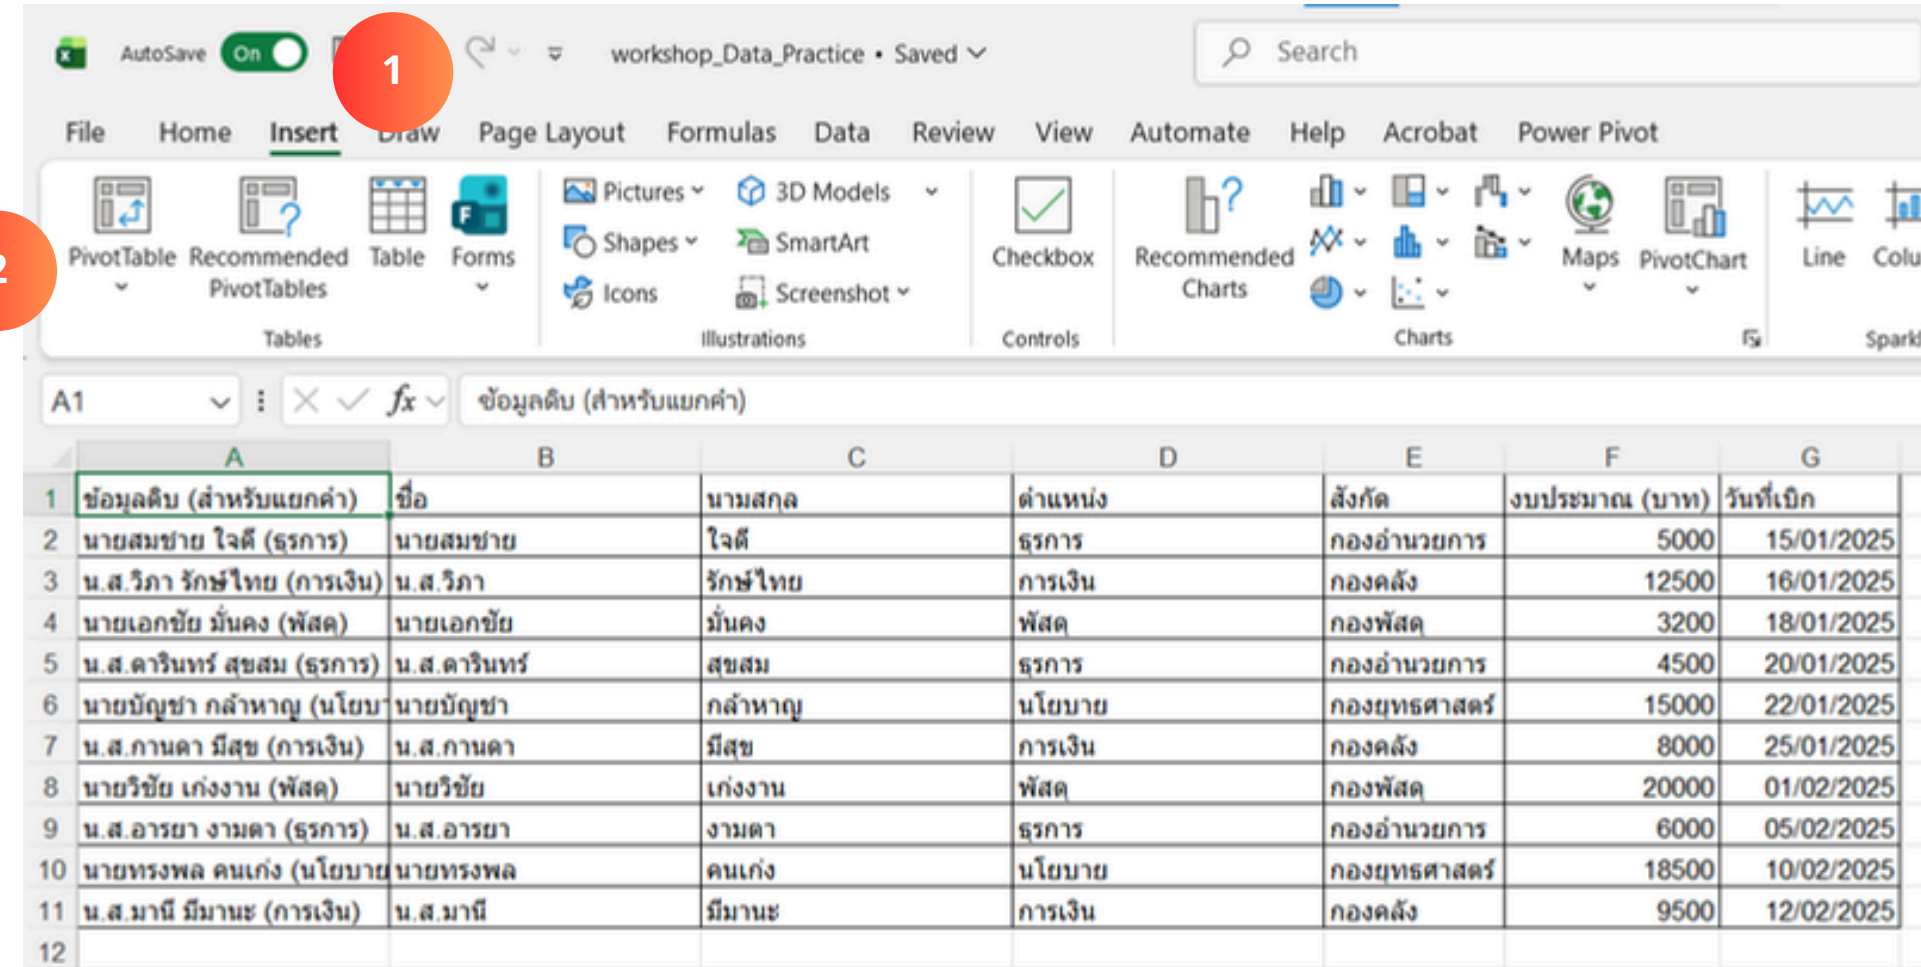 AutoSave On 1 workshop_Data_Practice • Saved Search
File Home Insert Draw Page Layout Formulas Data Review View Automate Help Acrobat Power Pivot
2
PivotTable Recommended PivotTables Table Forms
Pictures 3D Models
Shapes SmartArt
Icons Screenshot
Checkbox
Recommended Charts
Maps PivotChart Line Colu
Tables Illustrations Controls Charts Sparkl
A1 fx ข้อมูลดิบ (สำหรับแยกคำ)
A B C D E F G
1 ข้อมูลดิบ (สำหรับแยกคำ) ชื่อ นามสกุล ตำแหน่ง สังกัด งบประมาณ (บาท) วันที่เบิก
2 นายสมชาย ใจดี (ธุรการ) นายสมชาย ใจดี ธุรการ กองอำนวยการ 5000 15/01/2025
3 น.ส.วิภา รักษ์ไทย (การเงิน) น.ส.วิภา รักษ์ไทย การเงิน กองคลัง 12500 16/01/2025
4 นายเอกชัย มั่นคง (พัสดุ) นายเอกชัย มั่นคง พัสดุ กองพัสดุ 3200 18/01/2025
5 น.ส.ดารินทร์ สุขสม (ธุรการ) น.ส.ดารินทร์ สุขสม ธุรการ กองอำนวยการ 4500 20/01/2025
6 นายบัญชา กล้าหาญ (นโยบา นายบัญชา กล้าหาญ นโยบาย กองยุทธศาสตร์ 15000 22/01/2025
7 น.ส.กานดา มีสุข (การเงิน) น.ส.กานดา มีสุข การเงิน กองคลัง 8000 25/01/2025
8 นายวิชัย เก่งงาน (พัสดุ) นายวิชัย เก่งงาน พัสดุ กองพัสดุ 20000 01/02/2025
9 น.ส.อารยา งามตา (ธุรการ) น.ส.อารยา งามตา ธุรการ กองอำนวยการ 6000 05/02/2025
10 นายทรงพล คนเก่ง (นโยบาย นายทรงพล คนเก่ง นโยบาย กองยุทธศาสตร์ 18500 10/02/2025
11 น.ส.มานี มีมานะ (การเงิน) น.ส.มานี มีมานะ การเงิน กองคลัง 9500 12/02/2025
12